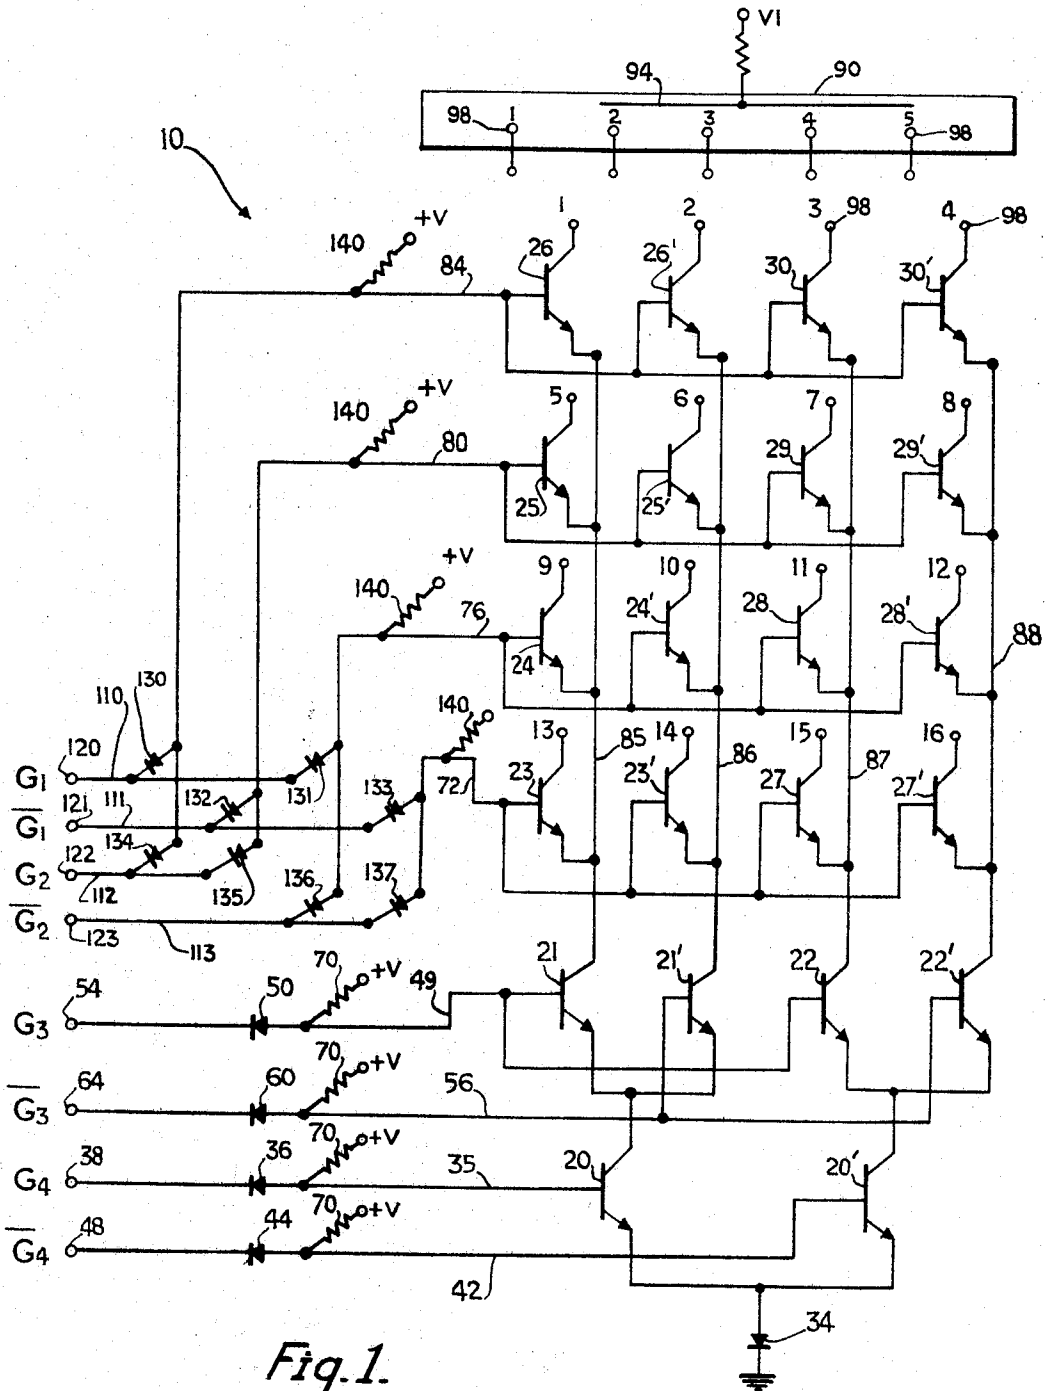 V1
94 90
98 1 2 3 4 5 98
10
1 2 3 98 4 98
+V
140 84 26 26' 30 30'
5 6 7 8
+V
140 80 25 25' 29 29'
9 10 11 12
+V
140 76 24 24' 28 28' 88
130 110 140 13 14 15 16
G1 120 131 72 23 85 23' 86 27 87 27'
G̅1 121 111 132 133
G2 122 112 134 135
G̅2 123 113 136 137
21 21' 22 22'
G3 54 50 70 +V 49
G̅3 64 60 70 +V 56
G4 38 36 70 +V 35 20 20'
G̅4 48 44 70 +V 42
34
Fig. 1.